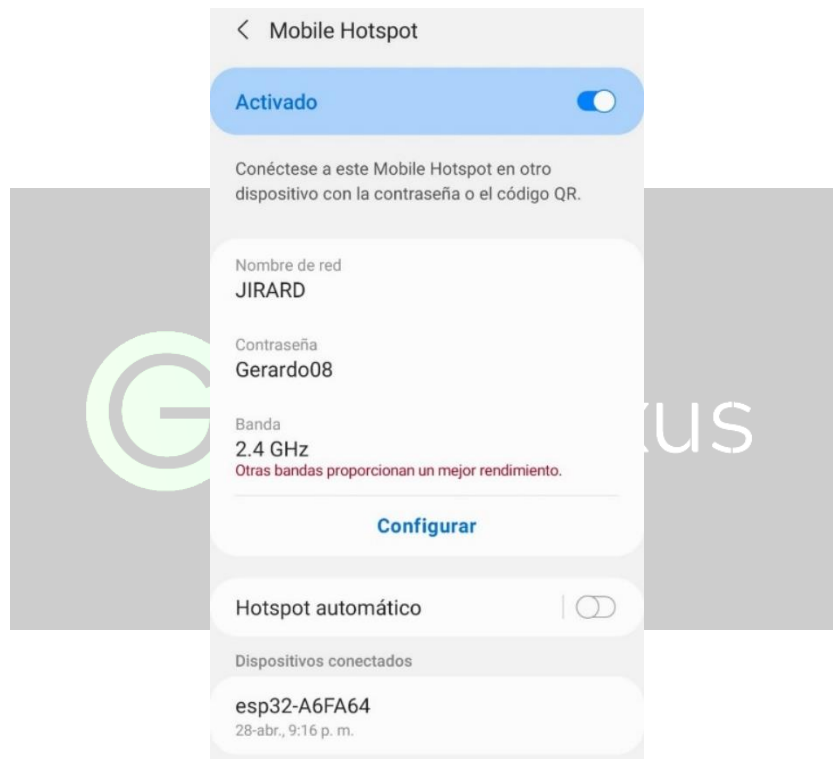 Mobile Hotspot
Activado
Conéctese a este Mobile Hotspot en otro
dispositivo con la contraseña o el código QR.
Nombre de red
JIRARD
Contraseña
Gerardo08
Banda
2.4 GHz
Otras bandas proporcionan un mejor rendimiento.
Configurar
Hotspot automático
Dispositivos conectados
esp32-A6FA64
28-abr., 9:16 p. m.